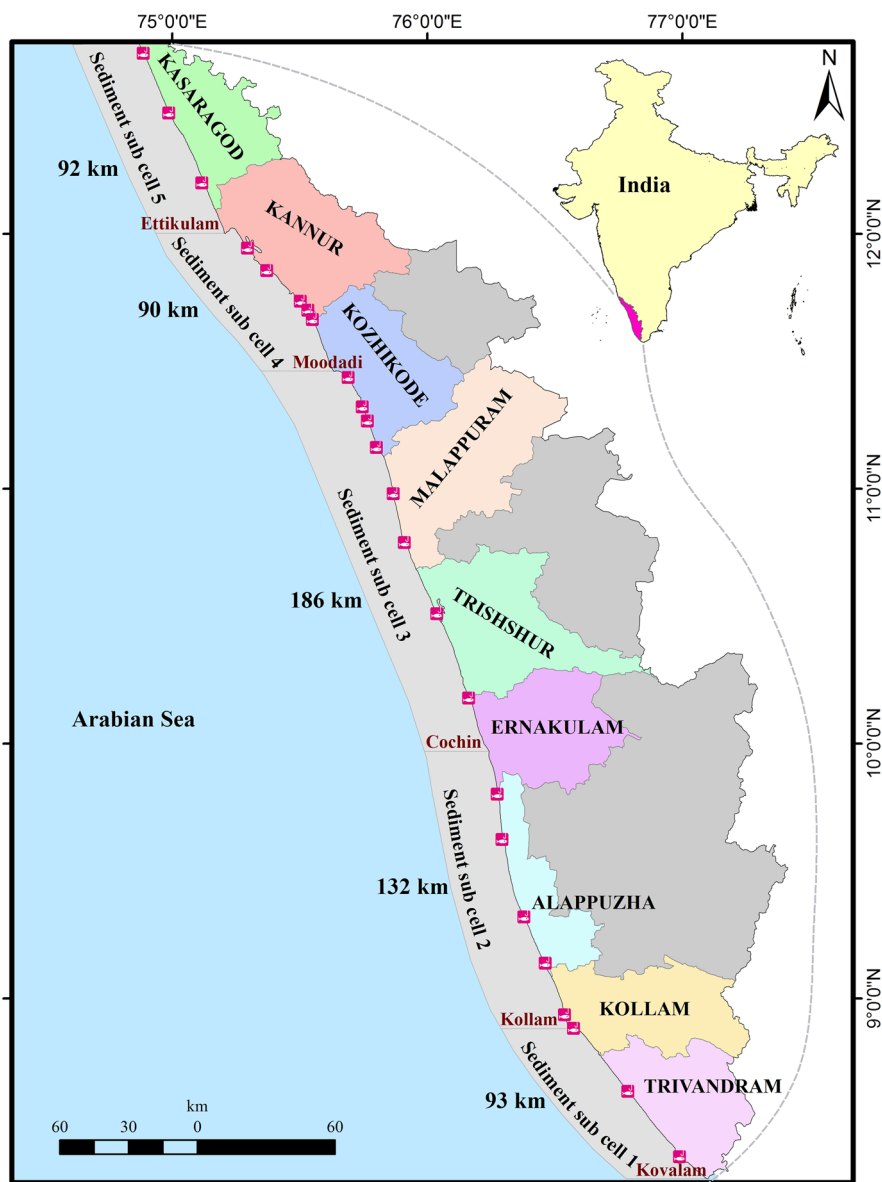 75°0'0"E
76°0'0"E
77°0'0"E
N
KASARAGOD
Sediment sub cell 5
92 km
India
Ettikulam
KANNUR
12°0'0"N
Sediment sub cell 4
90 km
Moodadi
KOZHIKODE
MALAPPURAM
11°0'0"N
Sediment sub cell 3
186 km
TRISHSHUR
Arabian Sea
ERNAKULAM
Cochin
10°0'0"N
Sediment sub cell 2
132 km
ALAPPUZHA
Kollam
KOLLAM
9°0'0"N
Sediment sub cell 1
93 km
TRIVANDRAM
Kovalam
km
60 30 0 60